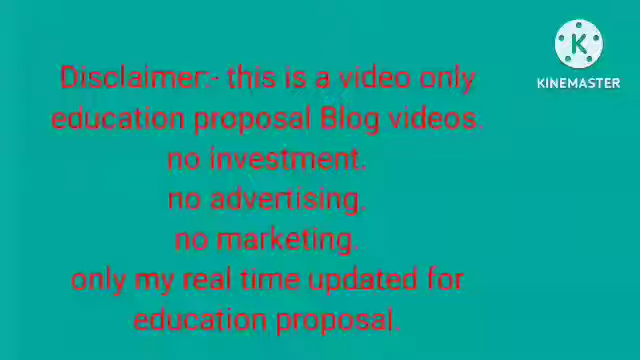 Disclaimer:- this is a video only
education proposal Blog videos.
no investment.
no advertising.
no marketing.
only my real time updated for
education proposal.
K
KINEMASTER